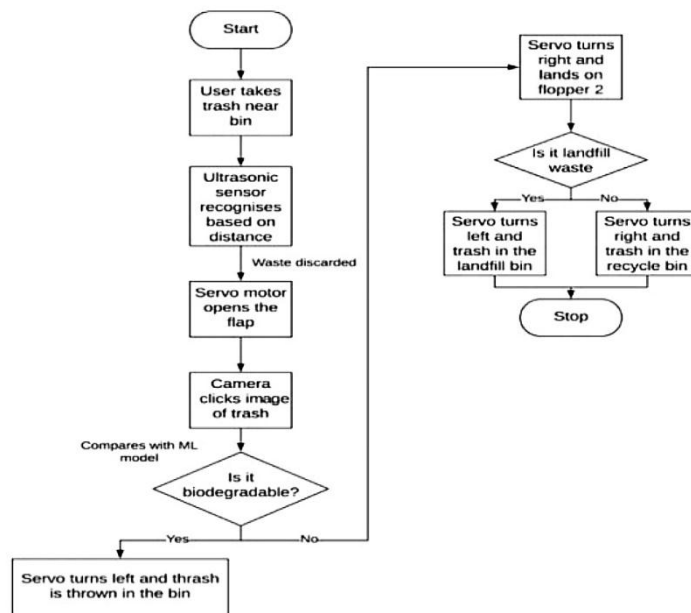 Start
User takes
trash near
bin
Ultrasonic
sensor
recognises
based on
distance
Waste discarded
Servo motor
opens the
flap
Camera
clicks image
of trash
Compares with ML
model
Is it
biodegradable?
Yes
No
Servo turns left and thrash
is thrown in the bin
Servo turns
right and
lands on
flopper 2
Is it landfill
waste
Yes
No
Servo turns
left and
trash in the
landfill bin
Servo turns
right and
trash in the
recycle bin
Stop